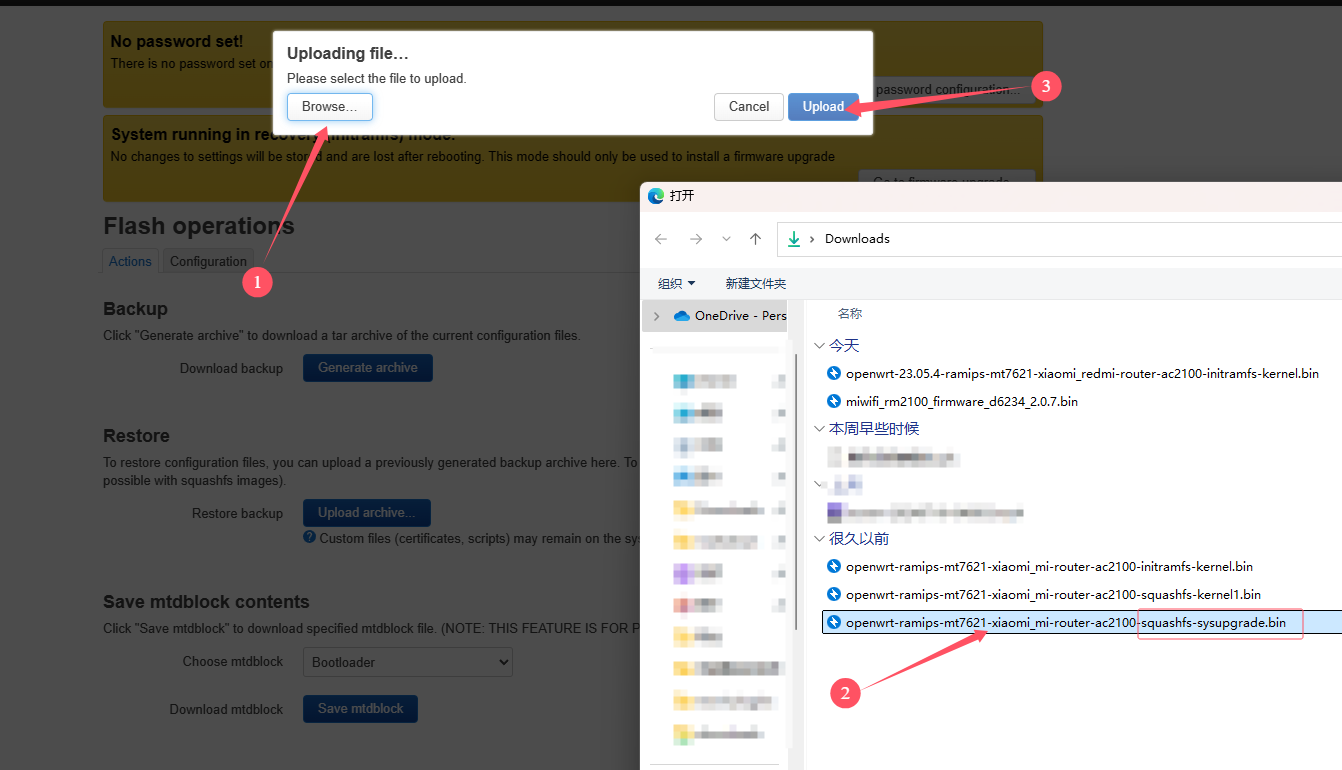 No password set!
There is no password set on
password configuration...
Uploading file…
Please select the file to upload.
Browse…
Cancel
Upload
3
System running in recovery (initramfs) mode.
No changes to settings will be stored and are lost after rebooting. This mode should only be used to install a firmware upgrade
Go to firmware upgrade...
Flash operations
Actions
Configuration
1
Backup
Click "Generate archive" to download a tar archive of the current configuration files.
Download backup
Generate archive
Restore
To restore configuration files, you can upload a previously generated backup archive here. To
possible with squashfs images).
Restore backup
Upload archive...
Custom files (certificates, scripts) may remain on the sy
Save mtdblock contents
Click "Save mtdblock" to download specified mtdblock file. (NOTE: THIS FEATURE IS FOR P
Choose mtdblock
Bootloader
Download mtdblock
Save mtdblock
打开
Downloads
组织
新建文件夹
OneDrive - Pers
名称
今天
openwrt-23.05.4-ramips-mt7621-xiaomi_redmi-router-ac2100-initramfs-kernel.bin
miwifi_rm2100_firmware_d6234_2.0.7.bin
本周早些时候
很久以前
openwrt-ramips-mt7621-xiaomi_mi-router-ac2100-initramfs-kernel.bin
openwrt-ramips-mt7621-xiaomi_mi-router-ac2100-squashfs-kernel1.bin
openwrt-ramips-mt7621-xiaomi_mi-router-ac2100-squashfs-sysupgrade.bin
2